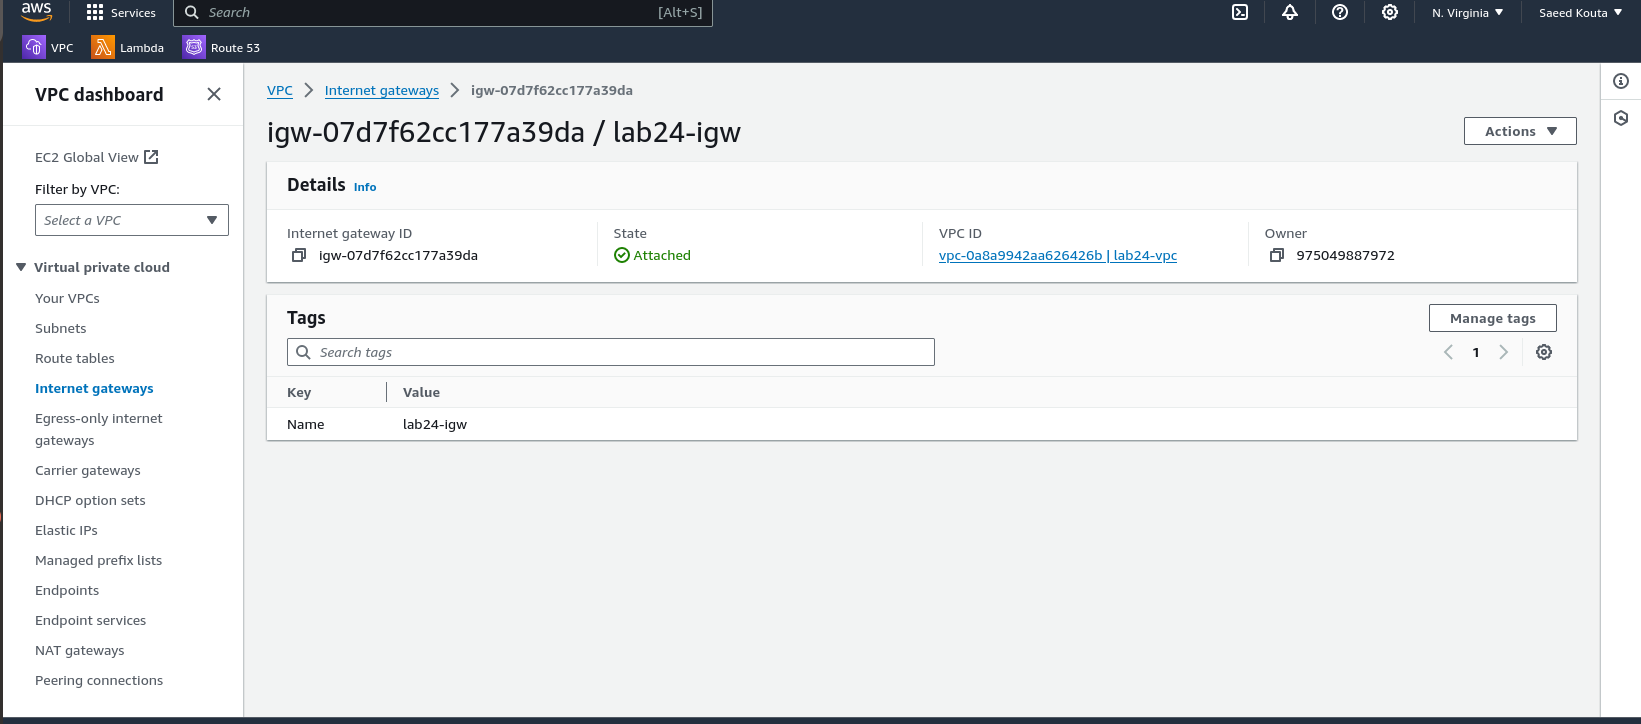 aws
Services
Search
[Alt+S]
N. Virginia
Saeed Kouta
VPC
Lambda
Route 53
VPC dashboard
EC2 Global View
Filter by VPC:
Select a VPC
Virtual private cloud
Your VPCs
Subnets
Route tables
Internet gateways
Egress-only internet
gateways
Carrier gateways
DHCP option sets
Elastic IPs
Managed prefix lists
Endpoints
Endpoint services
NAT gateways
Peering connections
VPC
Internet gateways
igw-07d7f62cc177a39da
igw-07d7f62cc177a39da / lab24-igw
Actions
Details Info
Internet gateway ID
igw-07d7f62cc177a39da
State
Attached
VPC ID
vpc-0a8a9942aa626426b | lab24-vpc
Owner
975049887972
Tags
Manage tags
Search tags
1
Key Value
Name lab24-igw